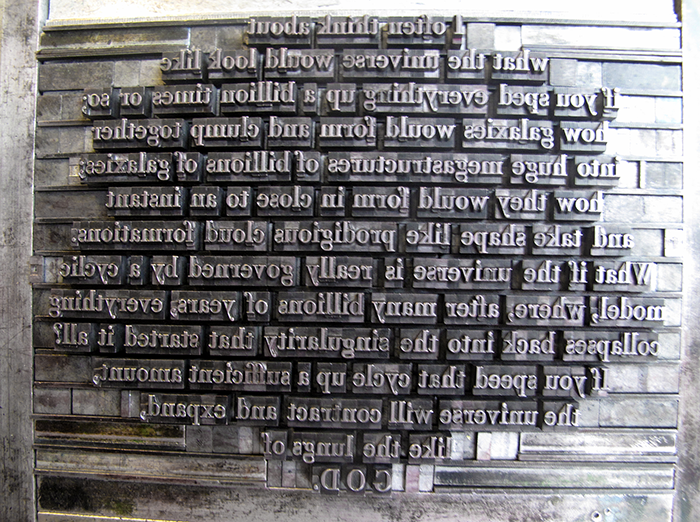 I often think about
what the universe would look like
if you sped everything up a billion times or so;
how galaxies would form and clump together
into huge megastructures of billions of galaxies;
how they would form in close to an instant
and take shape like prodigious cloud formations.
What if the universe is really governed by a cyclic
model, where, after many billions of years, everything
collapses back into the singularity that started it all?
If you speed that cycle up a sufficient amount,
the universe will contract and expand,
like the lungs of
GOD.